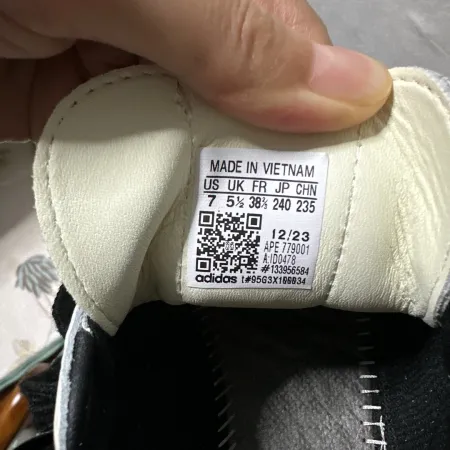 MADE IN VIETNAM
US UK FR JP CHN
7 5½ 38⅔ 240 235
12/23
APE 779001
A:ID0478
#133956584
adidas